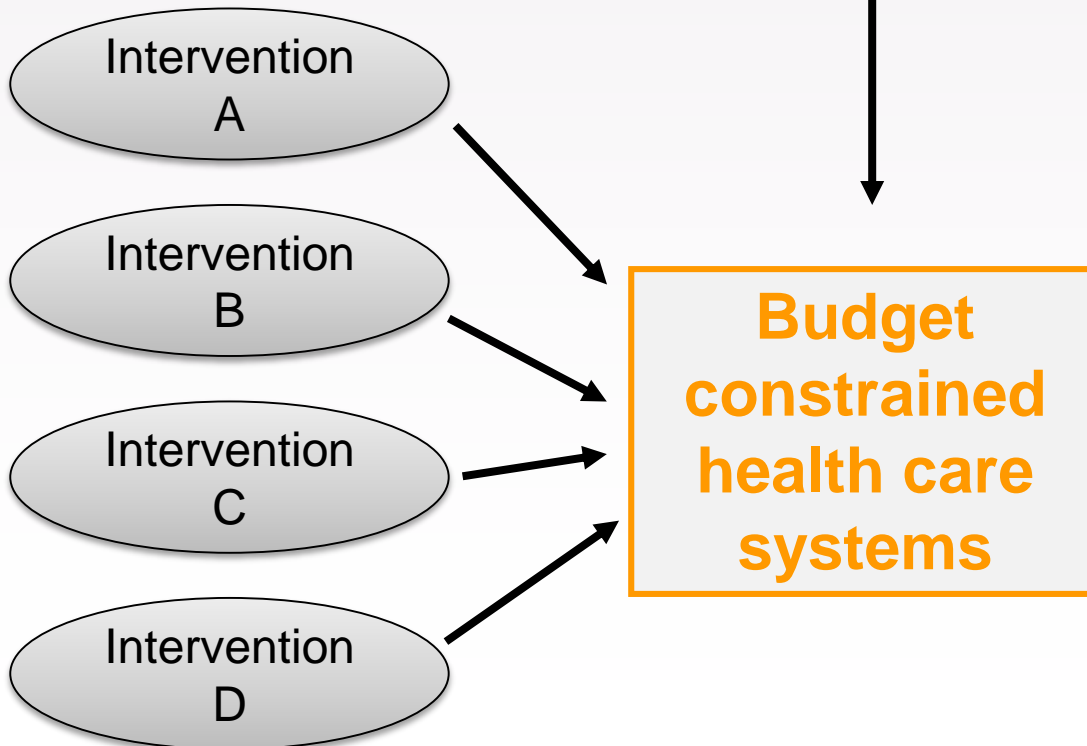 Intervention
A
Intervention
B
Intervention
C
Intervention
D
Budget
constrained
health care
systems